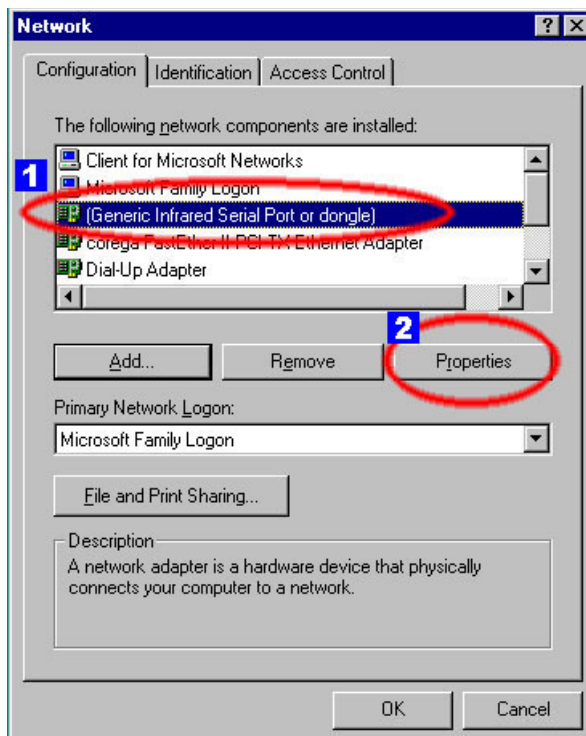 Network
Configuration Identification Access Control
The following network components are installed:
1
Client for Microsoft Networks
Microsoft Family Logon
(Generic Infrared Serial Port or dongle)
corega FastEther II PCI-TX Ethernet Adapter
Dial-Up Adapter
2
Add... Remove Properties
Primary Network Logon:
Microsoft Family Logon
File and Print Sharing...
Description
A network adapter is a hardware device that physically
connects your computer to a network.
OK Cancel